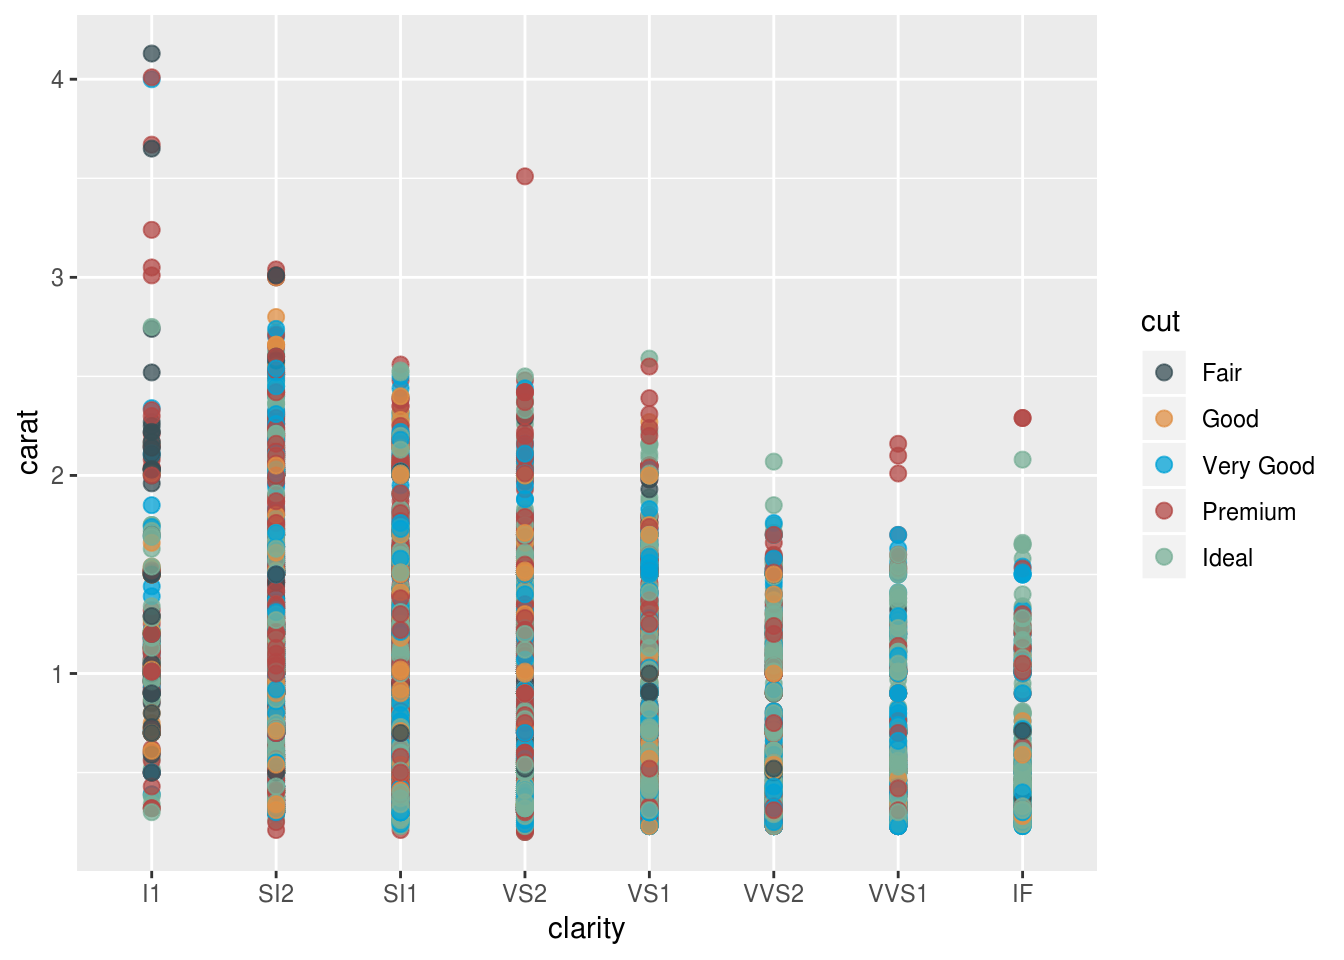 4
3
2
1
carat
I1 SI2 SI1 VS2 VS1 VVS2 VVS1 IF
clarity
cut
Fair
Good
Very Good
Premium
Ideal